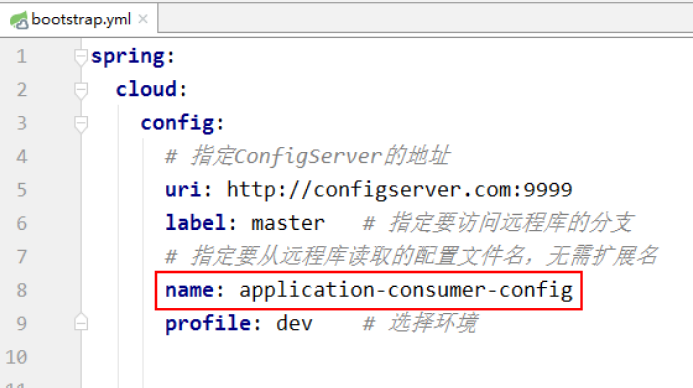 bootstrap.yml ×
1 spring:
2   cloud:
3     config:
4       # 指定ConfigServer的地址
5       uri: http://configserver.com:9999
6       label: master   # 指定要访问远程库的分支
7       # 指定要从远程库读取的配置文件名，无需扩展名
8       name: application-consumer-config
9       profile: dev    # 选择环境
10